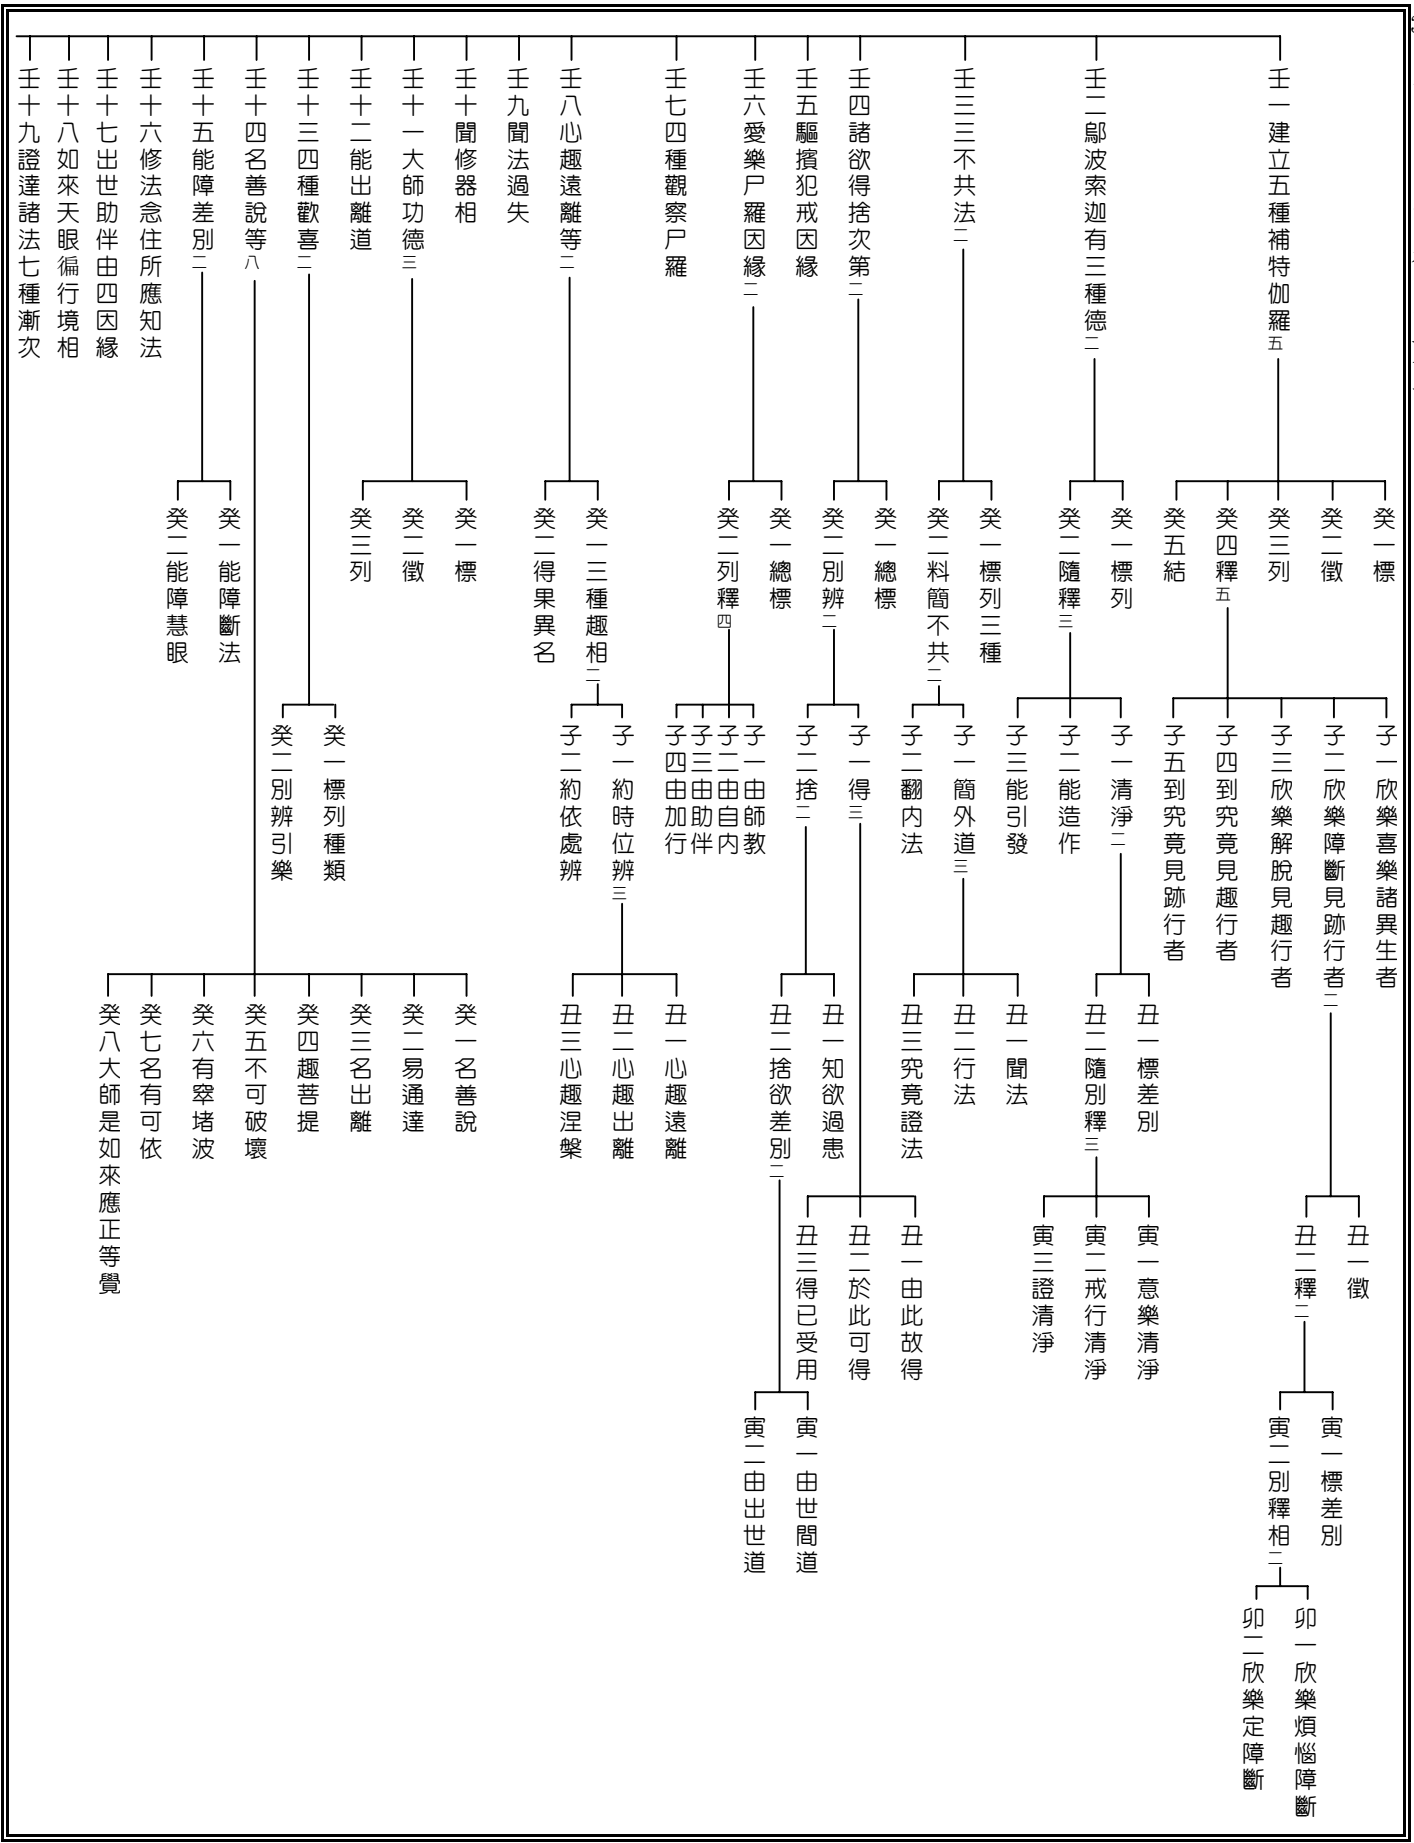 壬一建立五種補特伽羅五
壬二鄔波索迦有三種德二
壬三三不共法二
壬四諸欲得捨次第二
壬五驅擯犯戒因緣
壬六愛樂尸羅因緣二
壬七四種觀察尸羅
壬八心趣遠離等二
壬九聞法過失
壬十聞修器相
壬十一大師功德三
壬十二能出離道
壬十三四種歡喜二
壬十四名善說等八
壬十五能障差別二
壬十六修法念住所應知法
壬十七出世助伴由四因緣
壬十八如來天眼徧行境相
壬十九證達諸法七種漸次
癸一標
癸二徵
癸三列
癸四釋五
癸五結
癸一標列
癸二隨釋三
癸一標列三種
癸二料簡不共二
癸一總標
癸二別辨二
癸一總標
癸二列釋四
癸一三種趣相二
癸二得果異名
癸一標
癸二徵
癸三列
癸一能障斷法
癸二能障慧眼
子一欣樂喜樂諸異生者
子二欣樂障斷見跡行者二
子三欣樂解脫見趣行者
子四到究竟見趣行者
子五到究竟見跡行者
子一清淨二
子二能造作
子三能引發
子一簡外道三
子二翻內法
子一得三
子二捨二
子一由師教
子二由自內
子三由助伴
子四由加行
子一約時位辨三
子二約依處辨
癸一標列種類
癸二別辨引樂
丑一標差別
丑二隨別釋三
丑一聞法
丑二行法
丑三究竟證法
丑一知欲過患
丑二捨欲差別二
丑一心趣遠離
丑二心趣出離
丑三心趣涅槃
癸一名善說
癸二易通達
癸三名出離
癸四趣菩提
癸五不可破壞
癸六有窣堵波
癸七名有可依
癸八大師是如來應正等覺
丑一徵
丑二釋二
寅一意樂清淨
寅二戒行清淨
寅三證清淨
丑一由此故得
丑二於此可得
丑三得已受用
寅一標差別
寅二別釋相二
寅一由世間道
寅二由出世道
卯一欣樂煩惱障斷
卯二欣樂定障斷